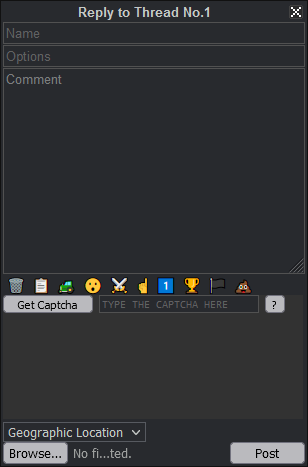 Reply to Thread No.1
Name
Options
Comment
1
Get Captcha TYPE THE CAPTCHA HERE ?
Geographic Location
Browse... No fi...ted. Post